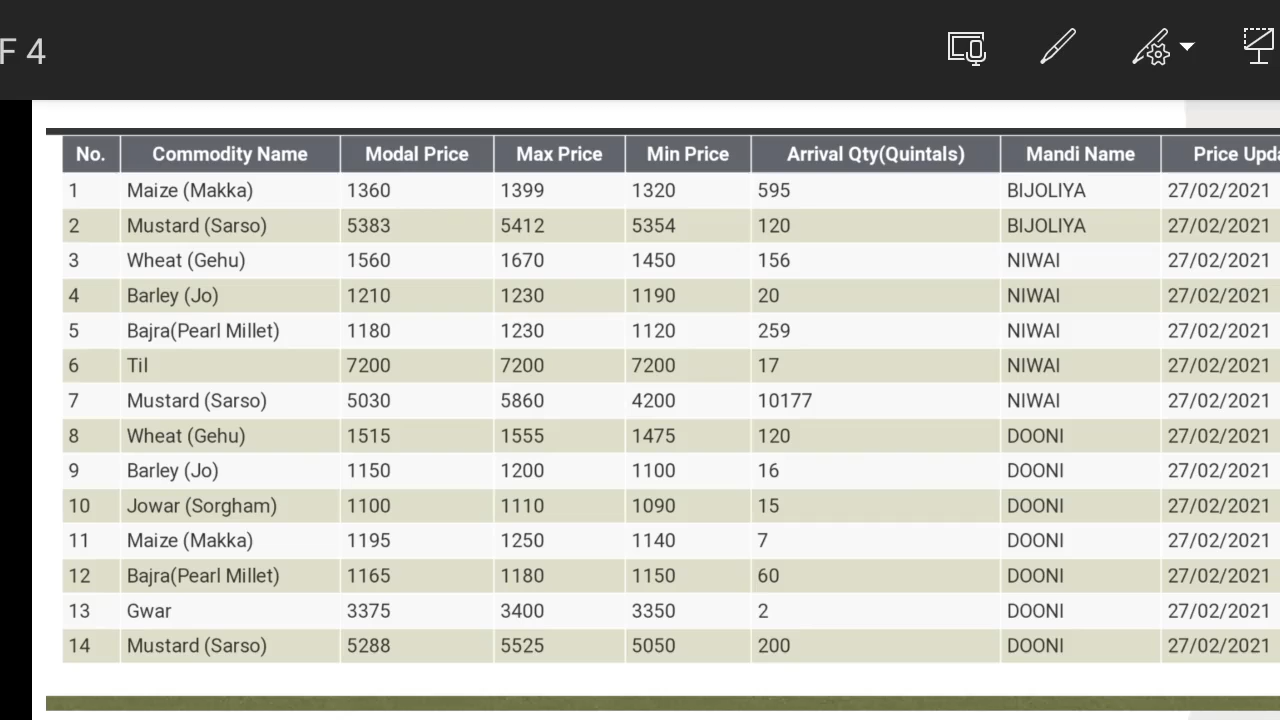 F 4
No. Commodity Name Modal Price Max Price Min Price Arrival Qty(Quintals) Mandi Name Price
1 Maize (Makka) 1360 1399 1320 595 BIJOLIYA 27/02/2021
2 Mustard (Sarso) 5383 5412 5354 120 BIJOLIYA 27/02/2021
3 Wheat (Gehu) 1560 1670 1450 156 NIWAI 27/02/2021
4 Barley (Jo) 1210 1230 1190 20 NIWAI 27/02/2021
5 Bajra(Pearl Millet) 1180 1230 1120 259 NIWAI 27/02/2021
6 Til 7200 7200 7200 17 NIWAI 27/02/2021
7 Mustard (Sarso) 5030 5860 4200 10177 NIWAI 27/02/2021
8 Wheat (Gehu) 1515 1555 1475 120 DOONI 27/02/2021
9 Barley (Jo) 1150 1200 1100 16 DOONI 27/02/2021
10 Jowar (Sorgham) 1100 1110 1090 15 DOONI 27/02/2021
11 Maize (Makka) 1195 1250 1140 7 DOONI 27/02/2021
12 Bajra(Pearl Millet) 1165 1180 1150 60 DOONI 27/02/2021
13 Gwar 3375 3400 3350 2 DOONI 27/02/2021
14 Mustard (Sarso) 5288 5525 5050 200 DOONI 27/02/2021